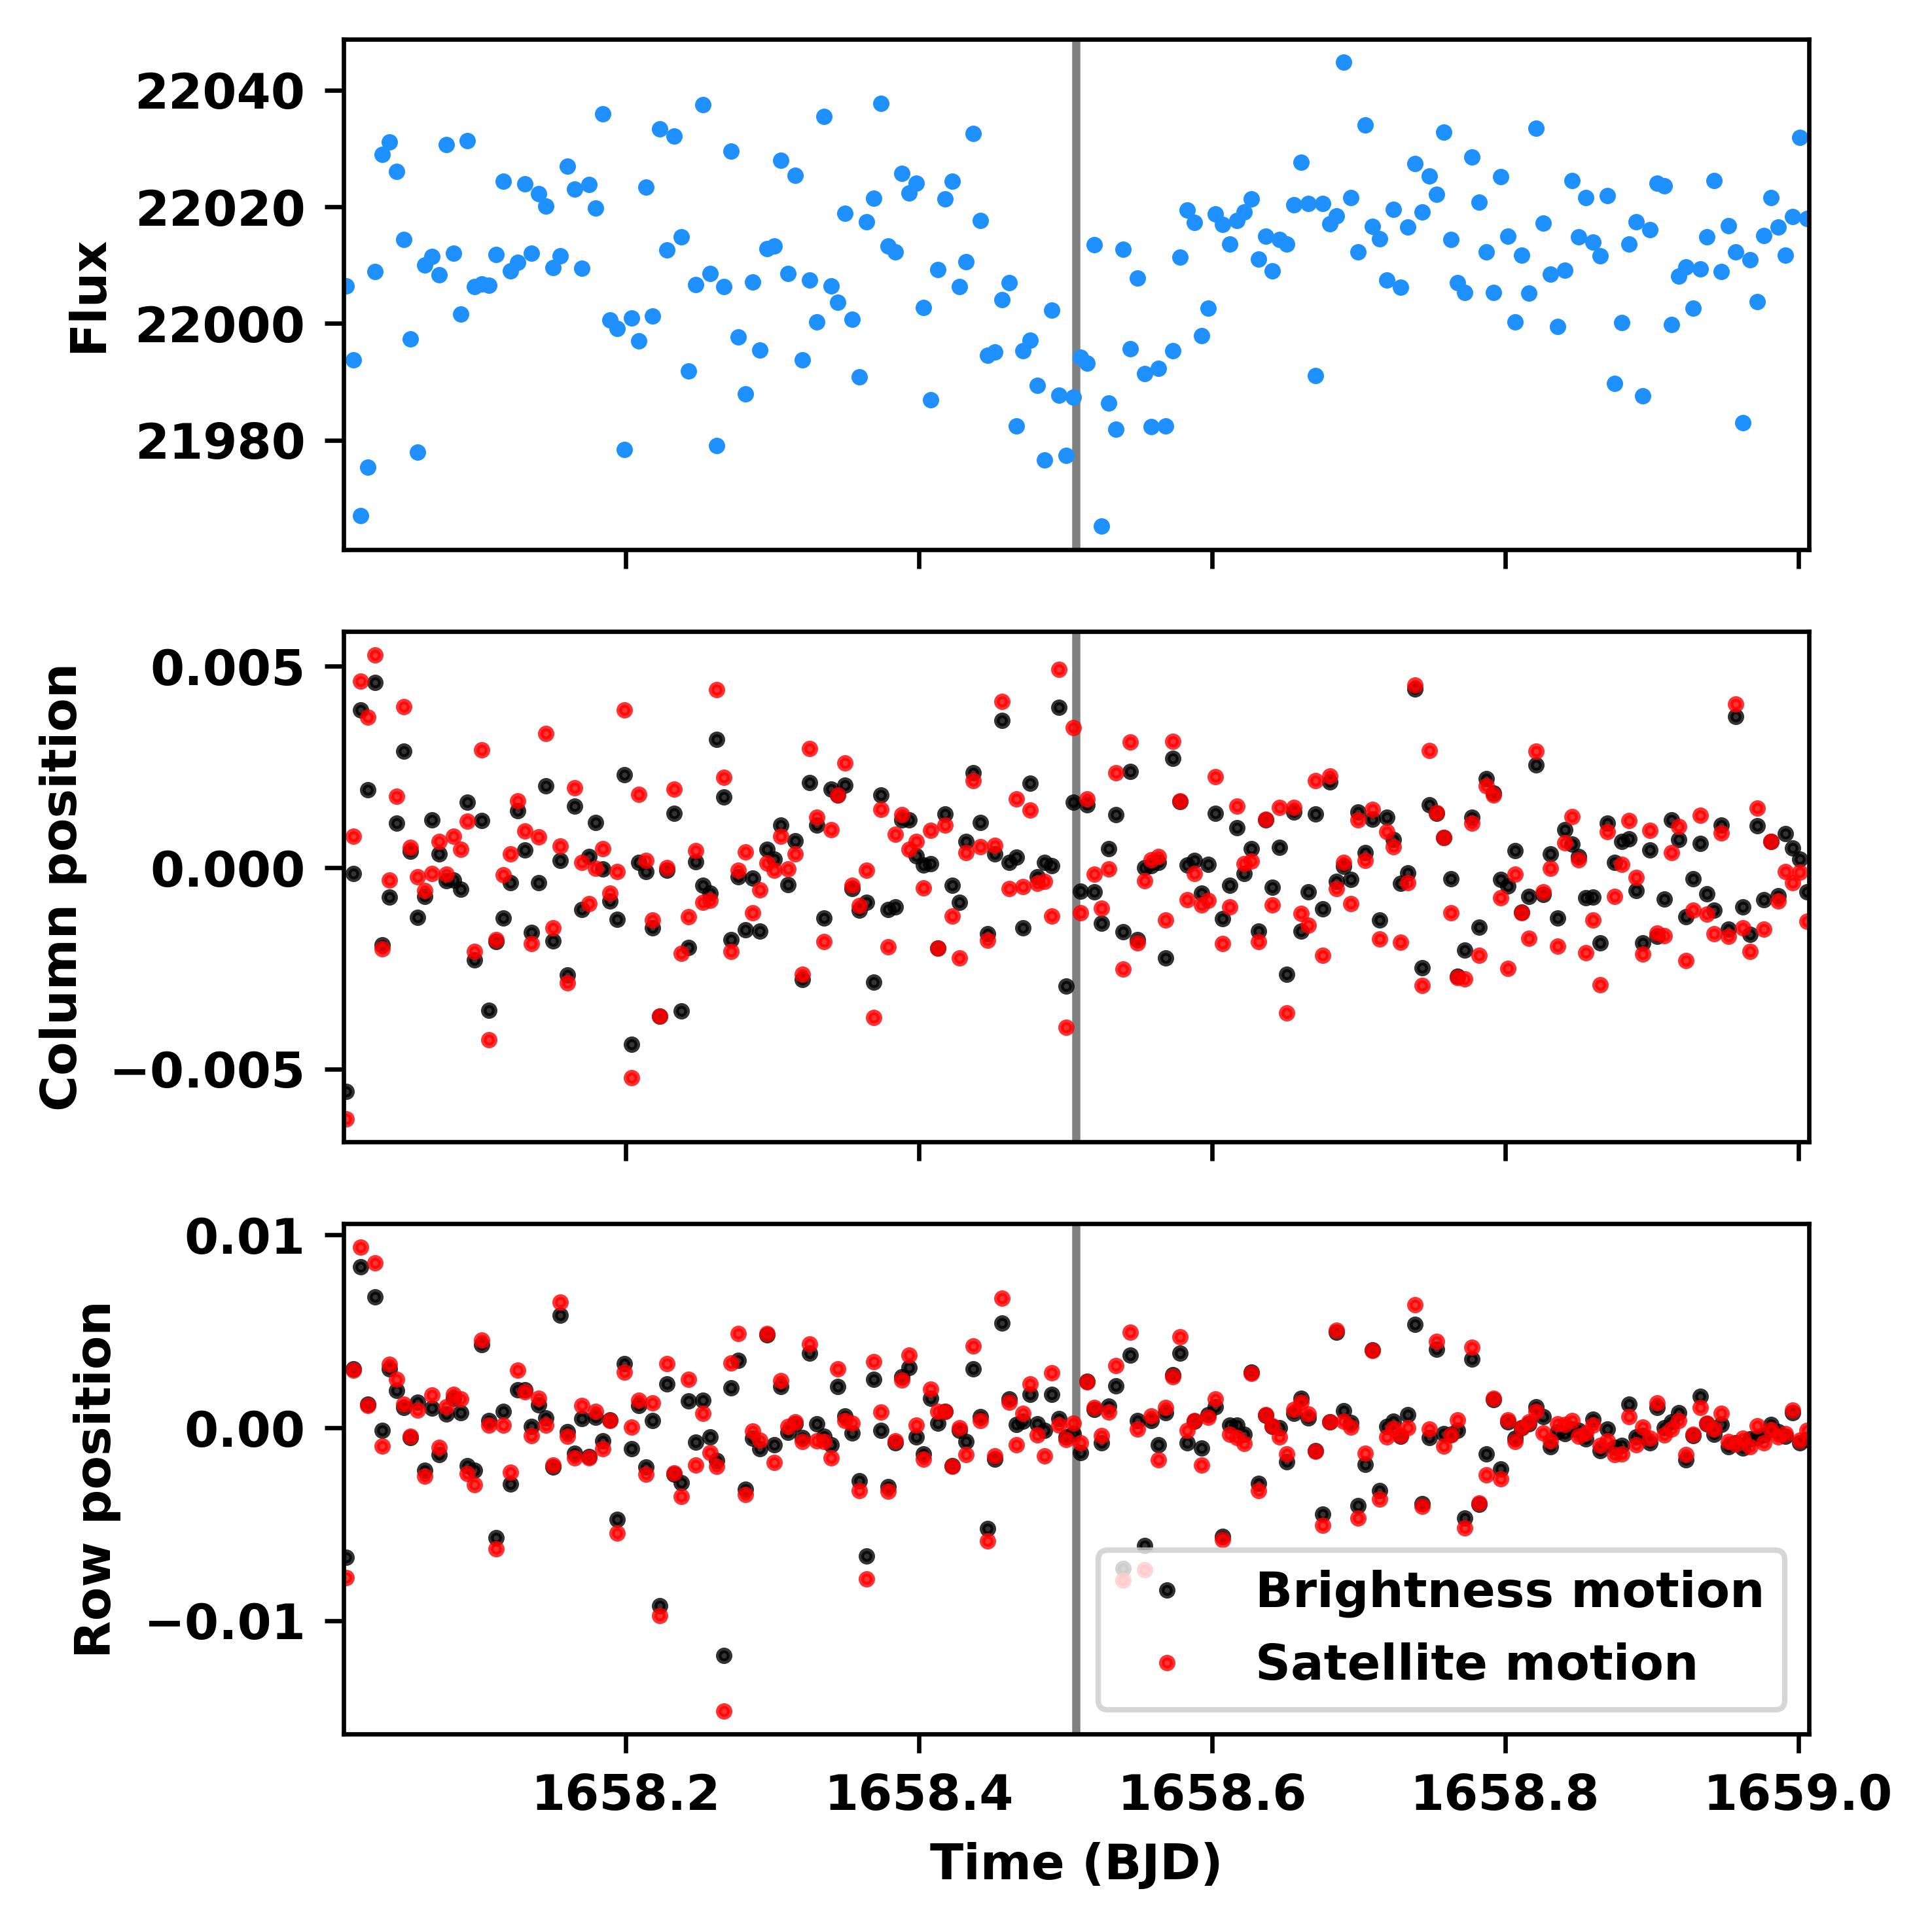 Flux
22040
22020
22000
21980
Column position
0.005
0.000
−0.005
Row position
0.01
0.00
−0.01
Brightness motion
Satellite motion
1658.2 1658.4 1658.6 1658.8 1659.0
Time (BJD)